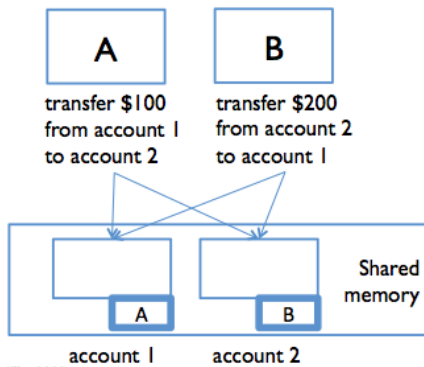 A
B
transfer $100
from account 1
to account 2
transfer $200
from account 2
to account 1
Shared
memory
A
B
account 1
account 2